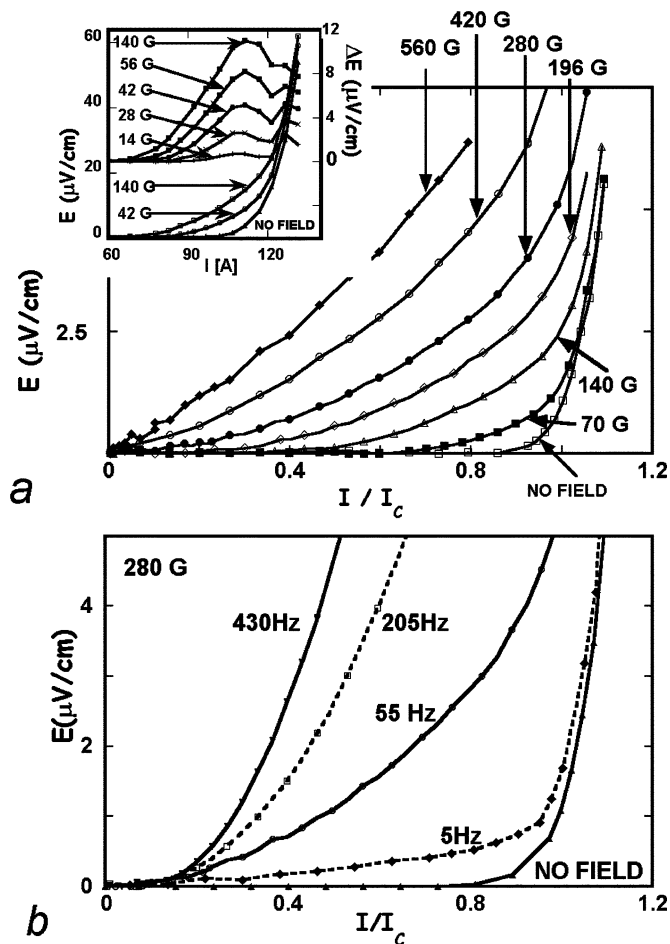 60
140 G
56 G
42 G
28 G
14 G
140 G
42 G
40
20
0
E (μV/cm)
12
8
4
0
ΔE (μV/cm)
NO FIELD
60
90
120
I [A]
560 G
420 G
280 G
196 G
140 G
70 G
NO FIELD
2.5
E (μV/cm)
0
0.4
0.8
1.2
I / Ic
a
280 G
430Hz
205Hz
55 Hz
5Hz
NO FIELD
4
2
0
E(μV/cm)
0
0.4
0.8
1.2
I/Ic
b